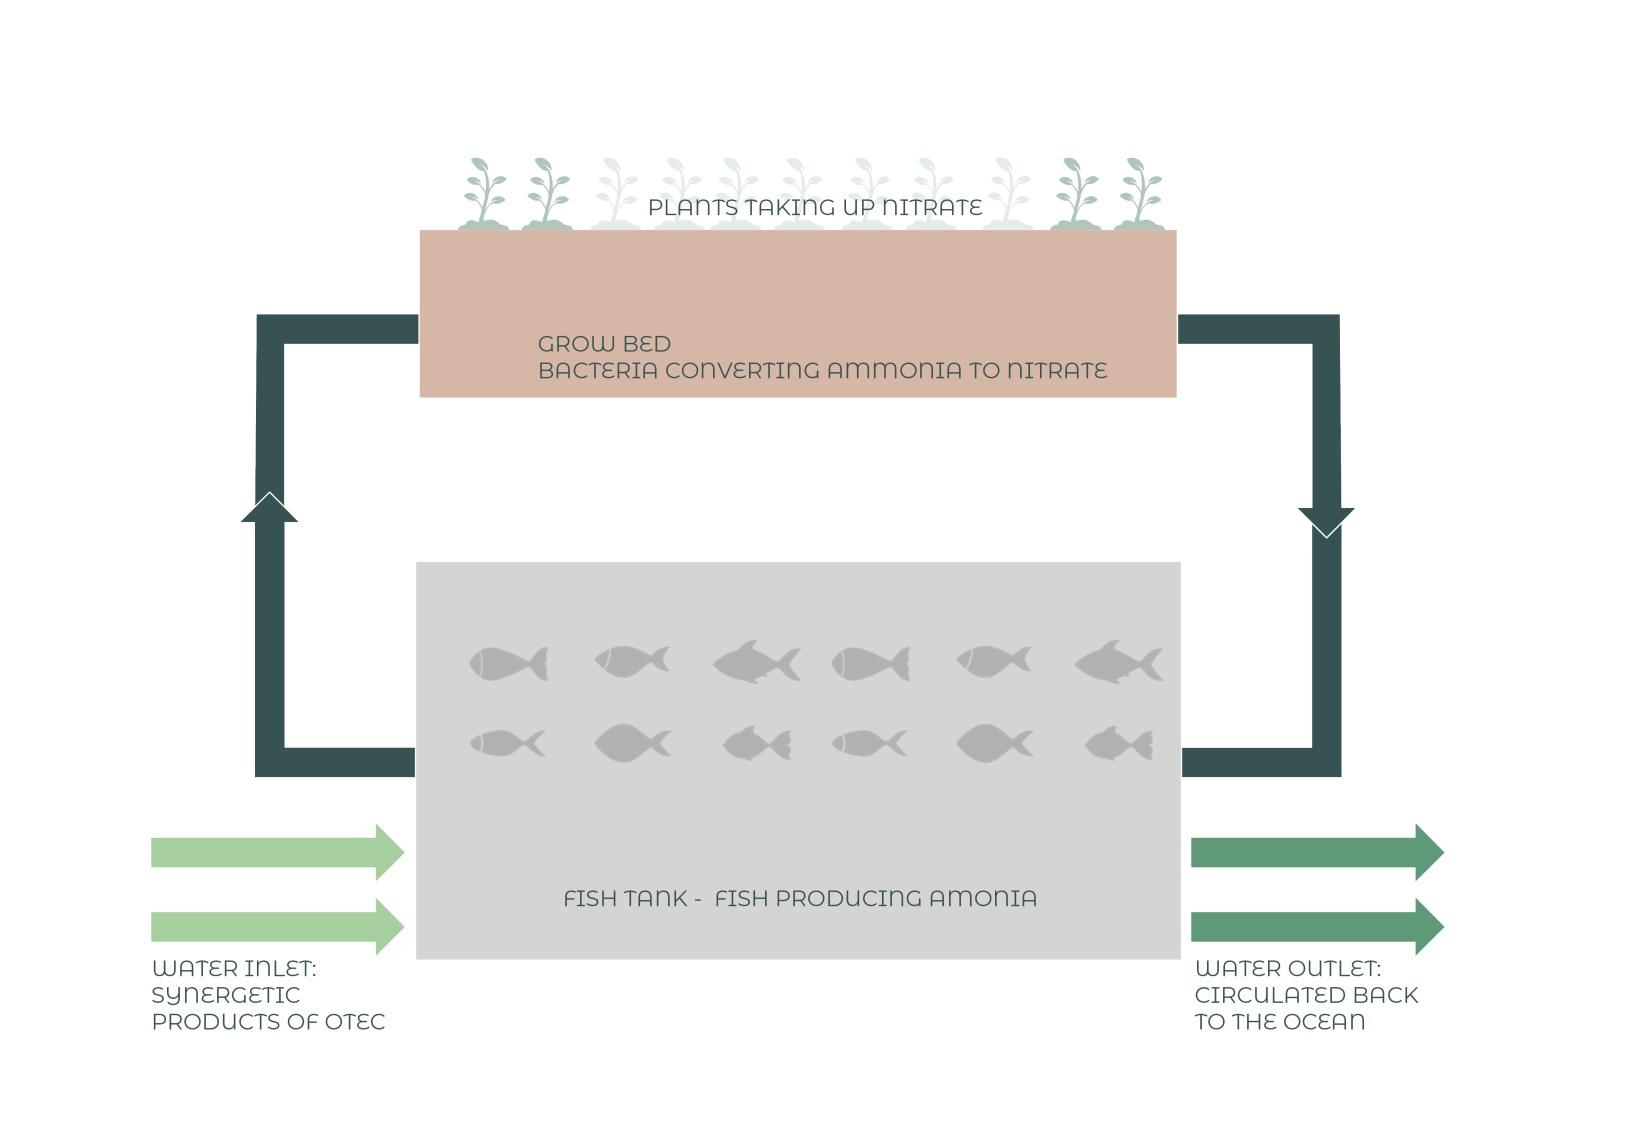 PLANTS TAKING UP NITRATE
GROW BED
BACTERIA CONVERTING AMMONIA TO NITRATE
FISH TANK - FISH PRODUCING AMONIA
WATER INLET:
SYNERGETIC
PRODUCTS OF OTEC
WATER OUTLET:
CIRCULATED BACK
TO THE OCEAN